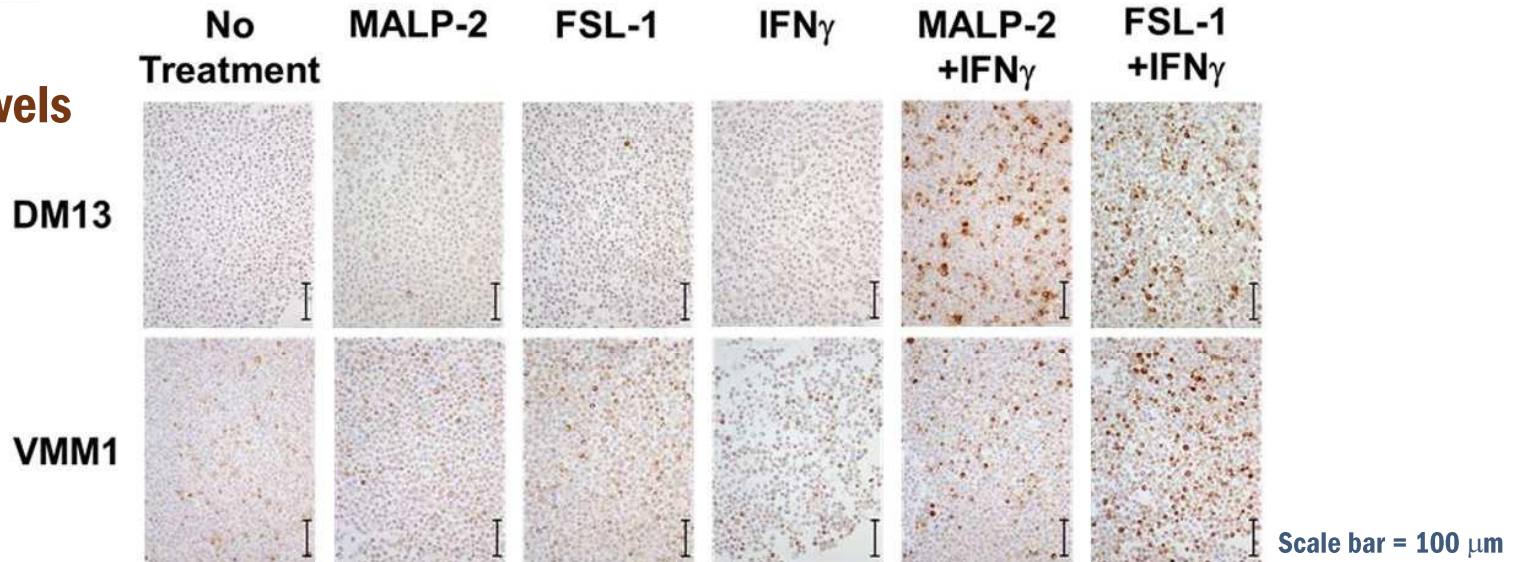 No Treatment
MALP-2
FSL-1
IFNγ
MALP-2 +IFNγ
FSL-1 +IFNγ
DM13
VMM1
Scale bar = 100 μm